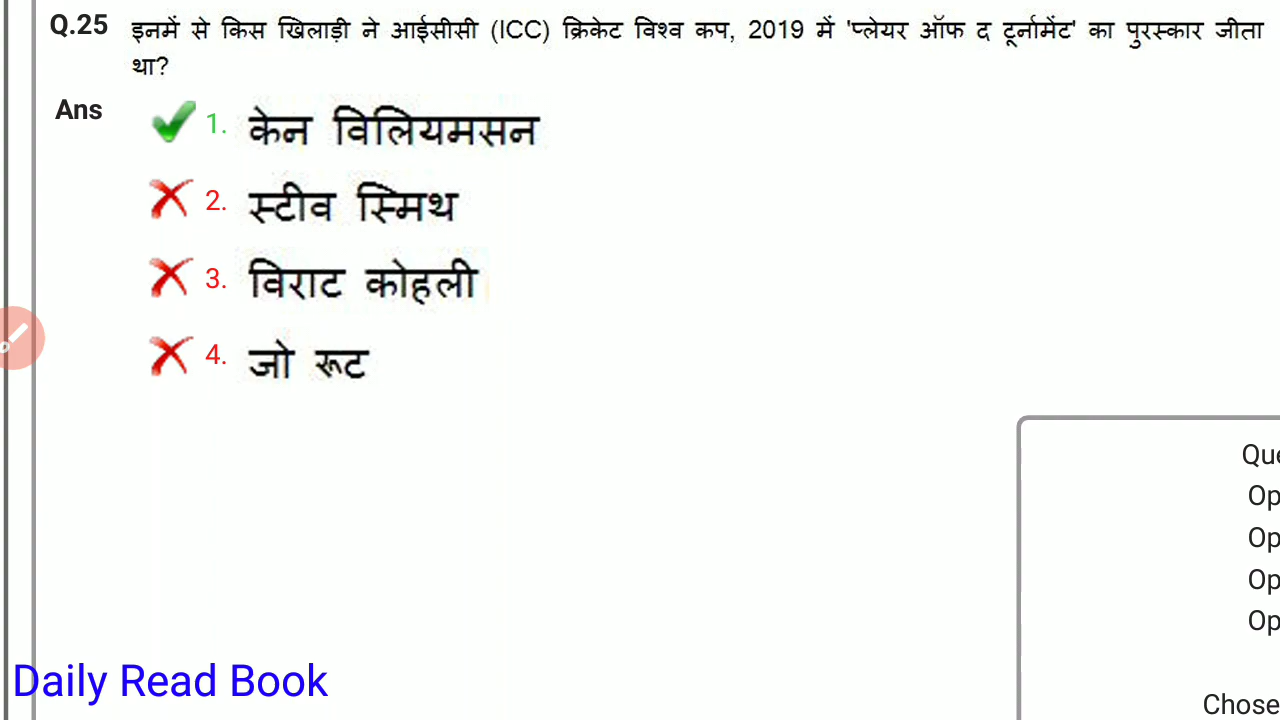 Q.25 इनमें से किस खिलाड़ी ने आईसीसी (ICC) क्रिकेट विश्व कप, 2019 में 'प्लेयर ऑफ द टूर्नामेंट' का पुरस्कार जीता
था?
Ans
1. केन विलियमसन
2. स्टीव स्मिथ
3. विराट कोहली
4. जो रूट
Que
Op
Op
Op
Op
Chose
Daily Read Book